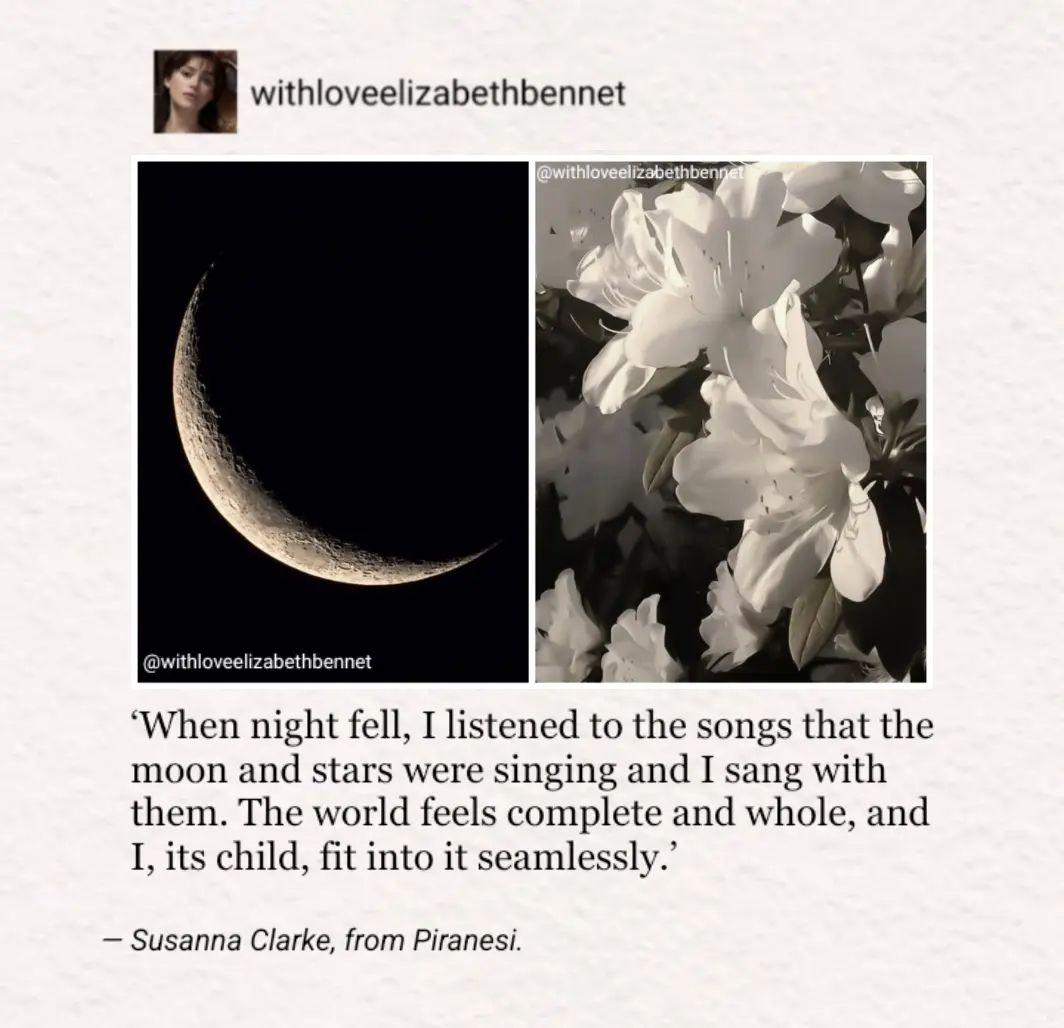 withloveelizabethbennet
@withloveelizabethbennet
@withloveelizabethbennet
‘When night fell, I listened to the songs that the
moon and stars were singing and I sang with
them. The world feels complete and whole, and
I, its child, fit into it seamlessly.’
— Susanna Clarke, from Piranesi.